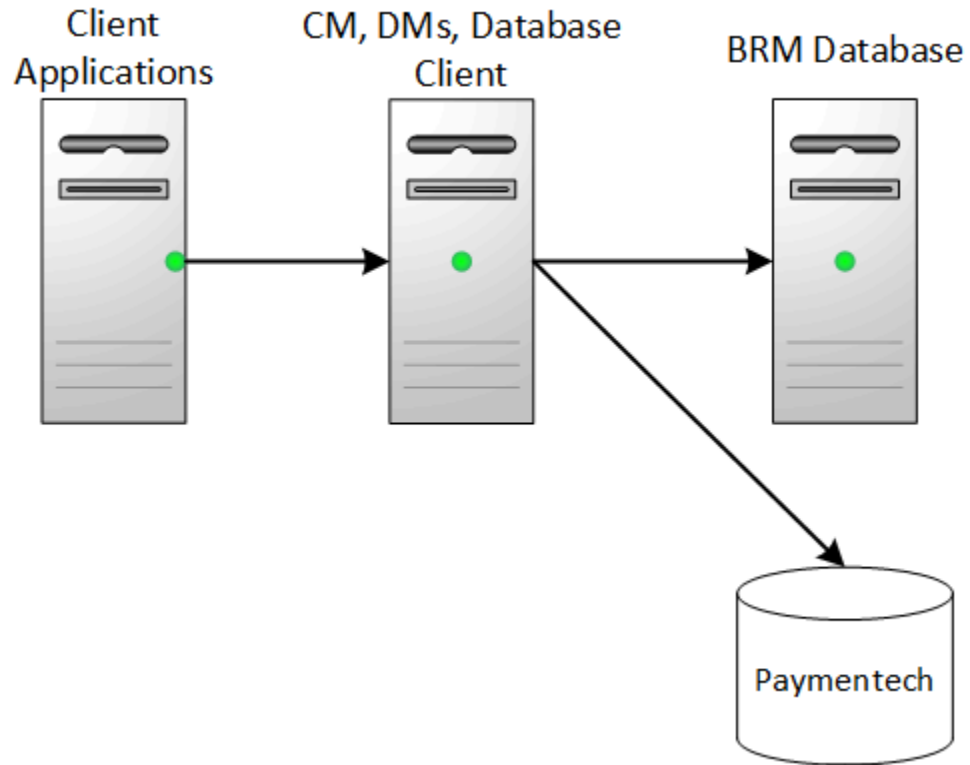 Client
Applications
CM, DMs, Database
Client
BRM Database
Paymentech